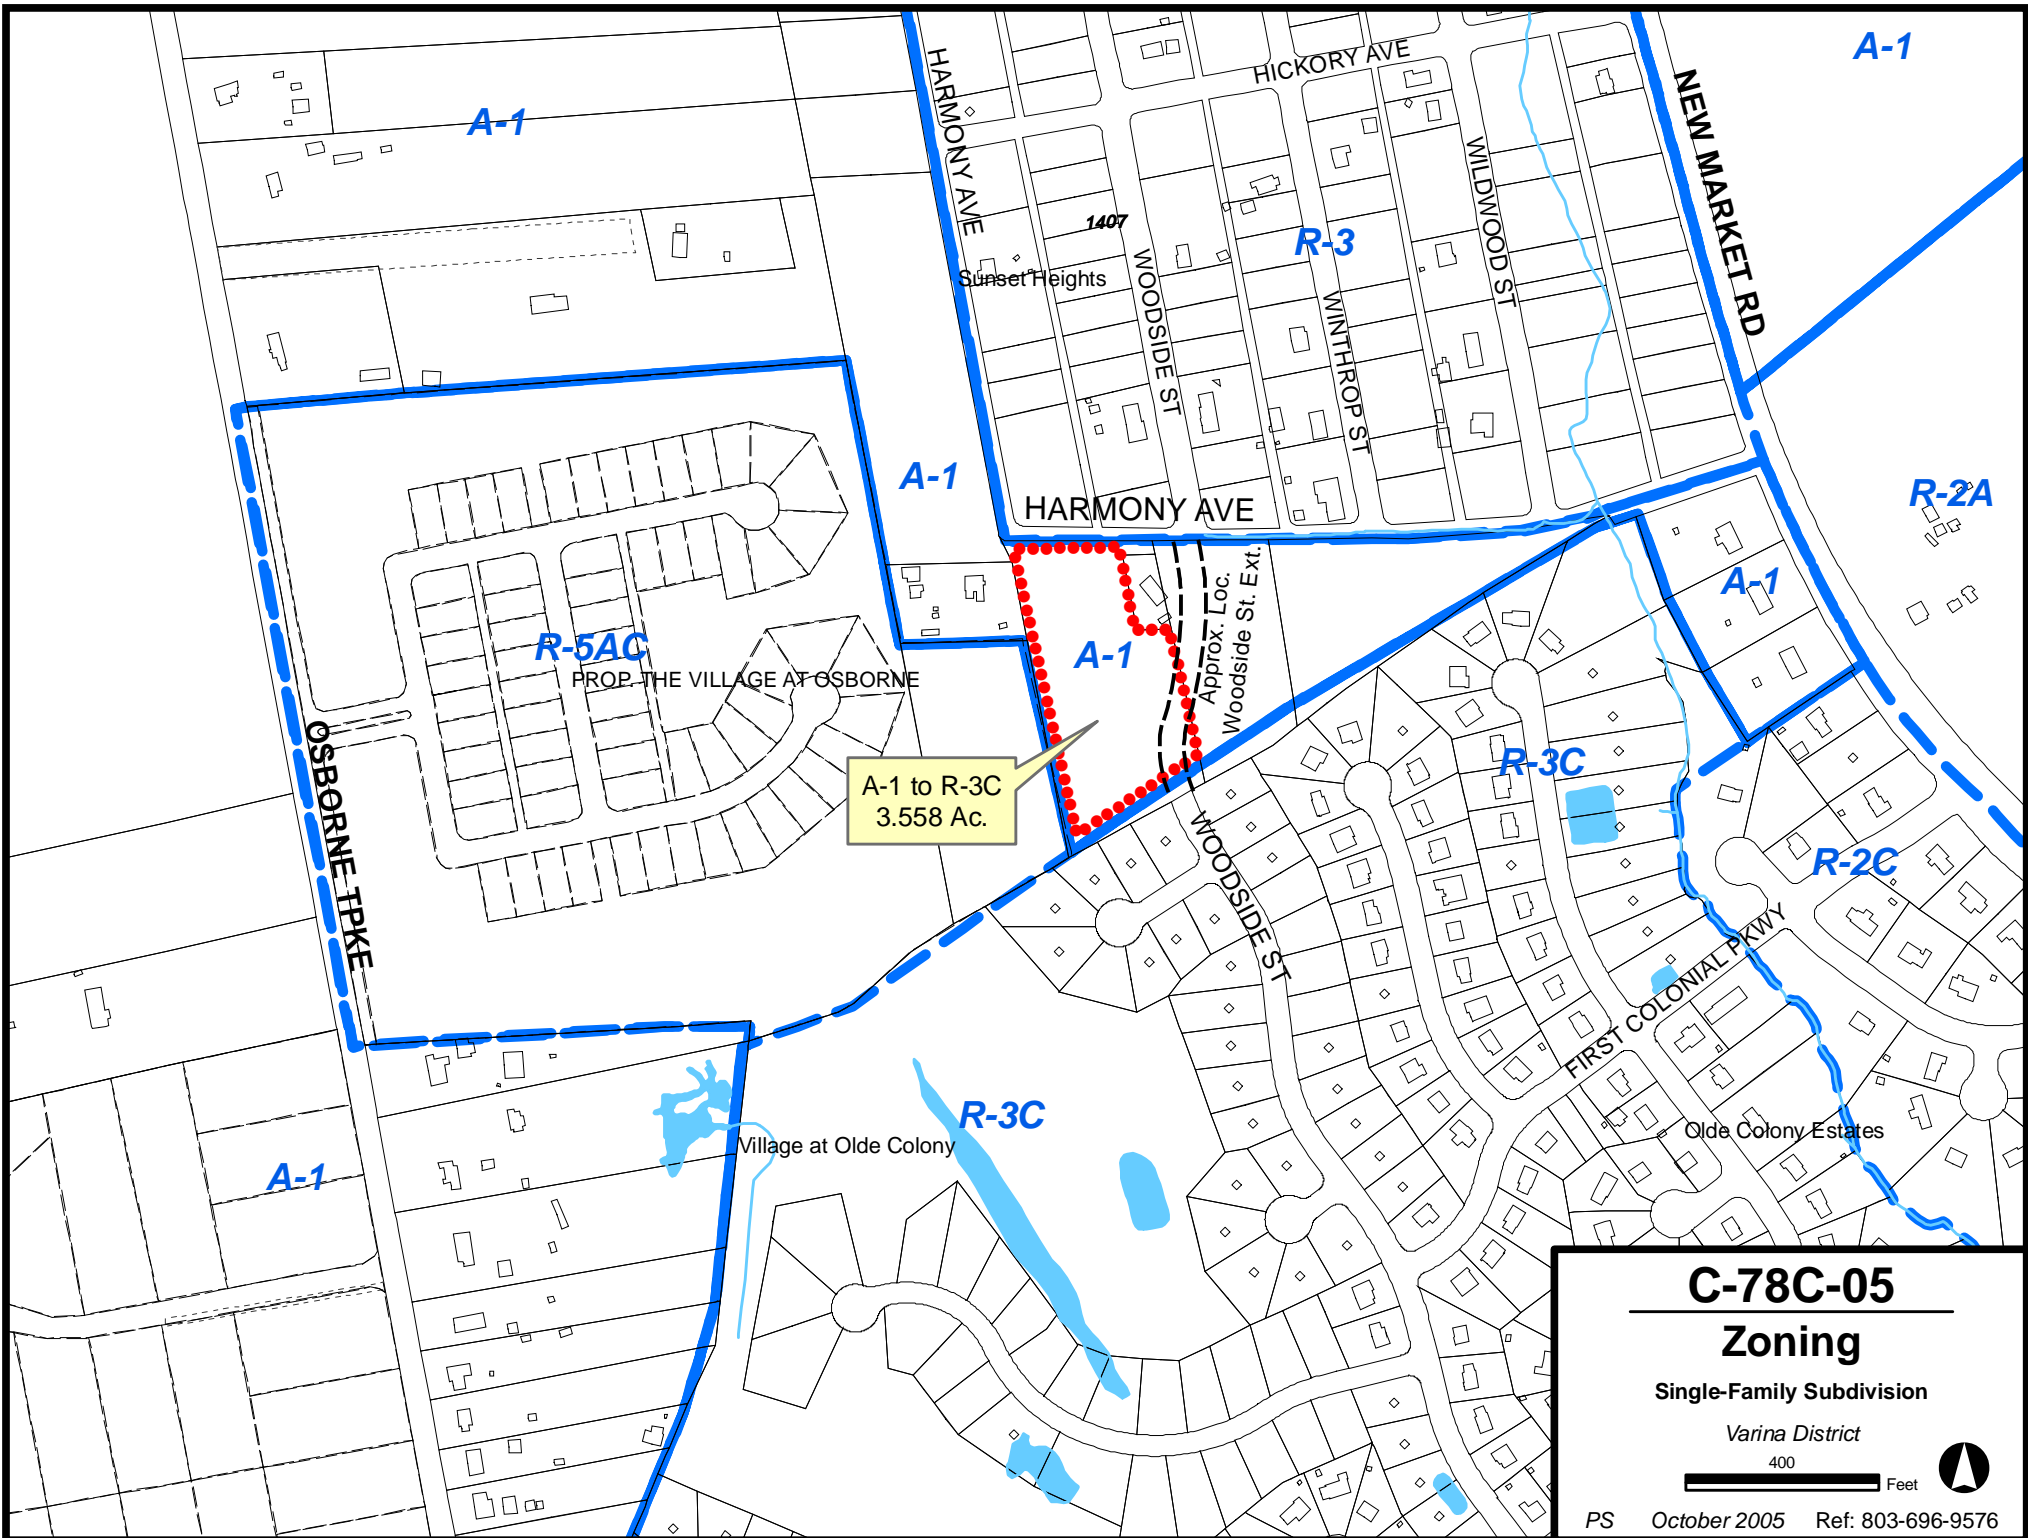 A-1
HICKORY AVE
HARMONY AVE
NEW MARKET RD
A-1
WILDWOOD ST
1407
R-3
Sunset Heights
WOODSIDE ST
WINTHROP ST
A-1
R-2A
HARMONY AVE
A-1
Approx. Loc.
Woodside St. Ext.
R-5AC
A-1
PROP. THE VILLAGE AT OSBORNE
OSBORNE TPKE
A-1 to R-3C
3.558 Ac.
R-3C
WOODSIDE ST
R-2C
FIRST COLONIAL PKWY
R-3C
Village at Olde Colony
Olde Colony Estates
A-1
C-78C-05
Zoning
Single-Family Subdivision
Varina District
400
Feet
PS October 2005 Ref: 803-696-9576